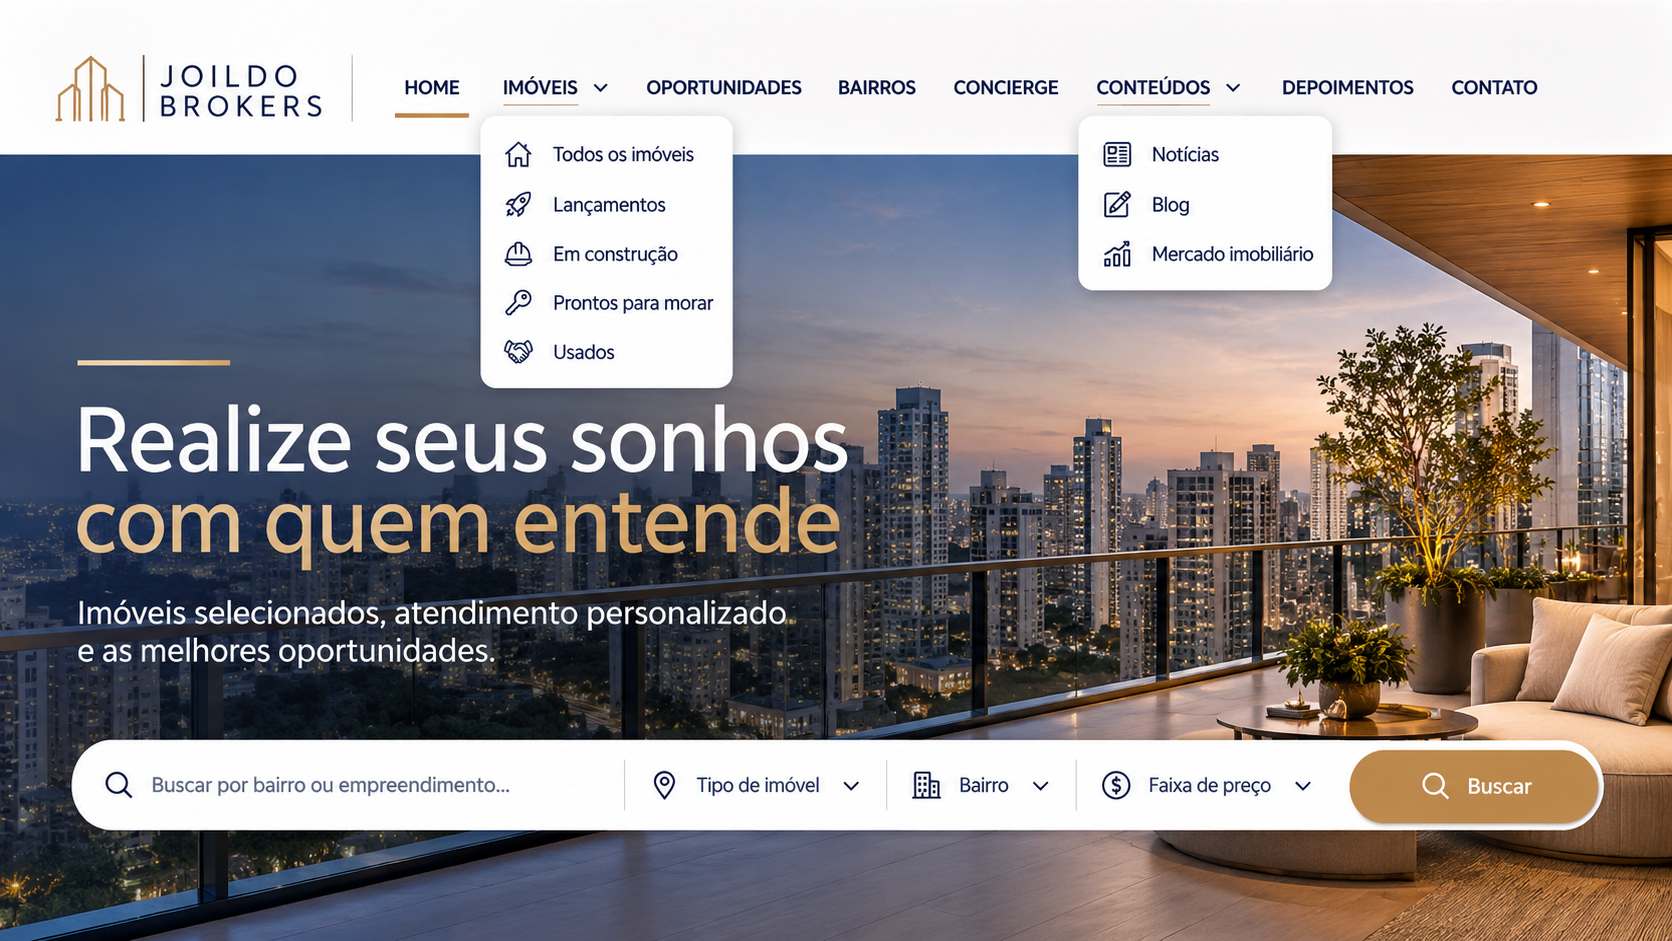 JOILDO
BROKERS
HOME
IMÓVEIS
OPORTUNIDADES
BAIRROS
CONCIERGE
CONTEÚDOS
DEPOIMENTOS
CONTATO
Todos os imóveis
Lançamentos
Em construção
Prontos para morar
Usados
Notícias
Blog
Mercado imobiliário
Realize seus sonhos
com quem entende
Imóveis selecionados, atendimento personalizado
e as melhores oportunidades.
Buscar por bairro ou empreendimento...
Tipo de imóvel
Bairro
Faixa de preço
Buscar